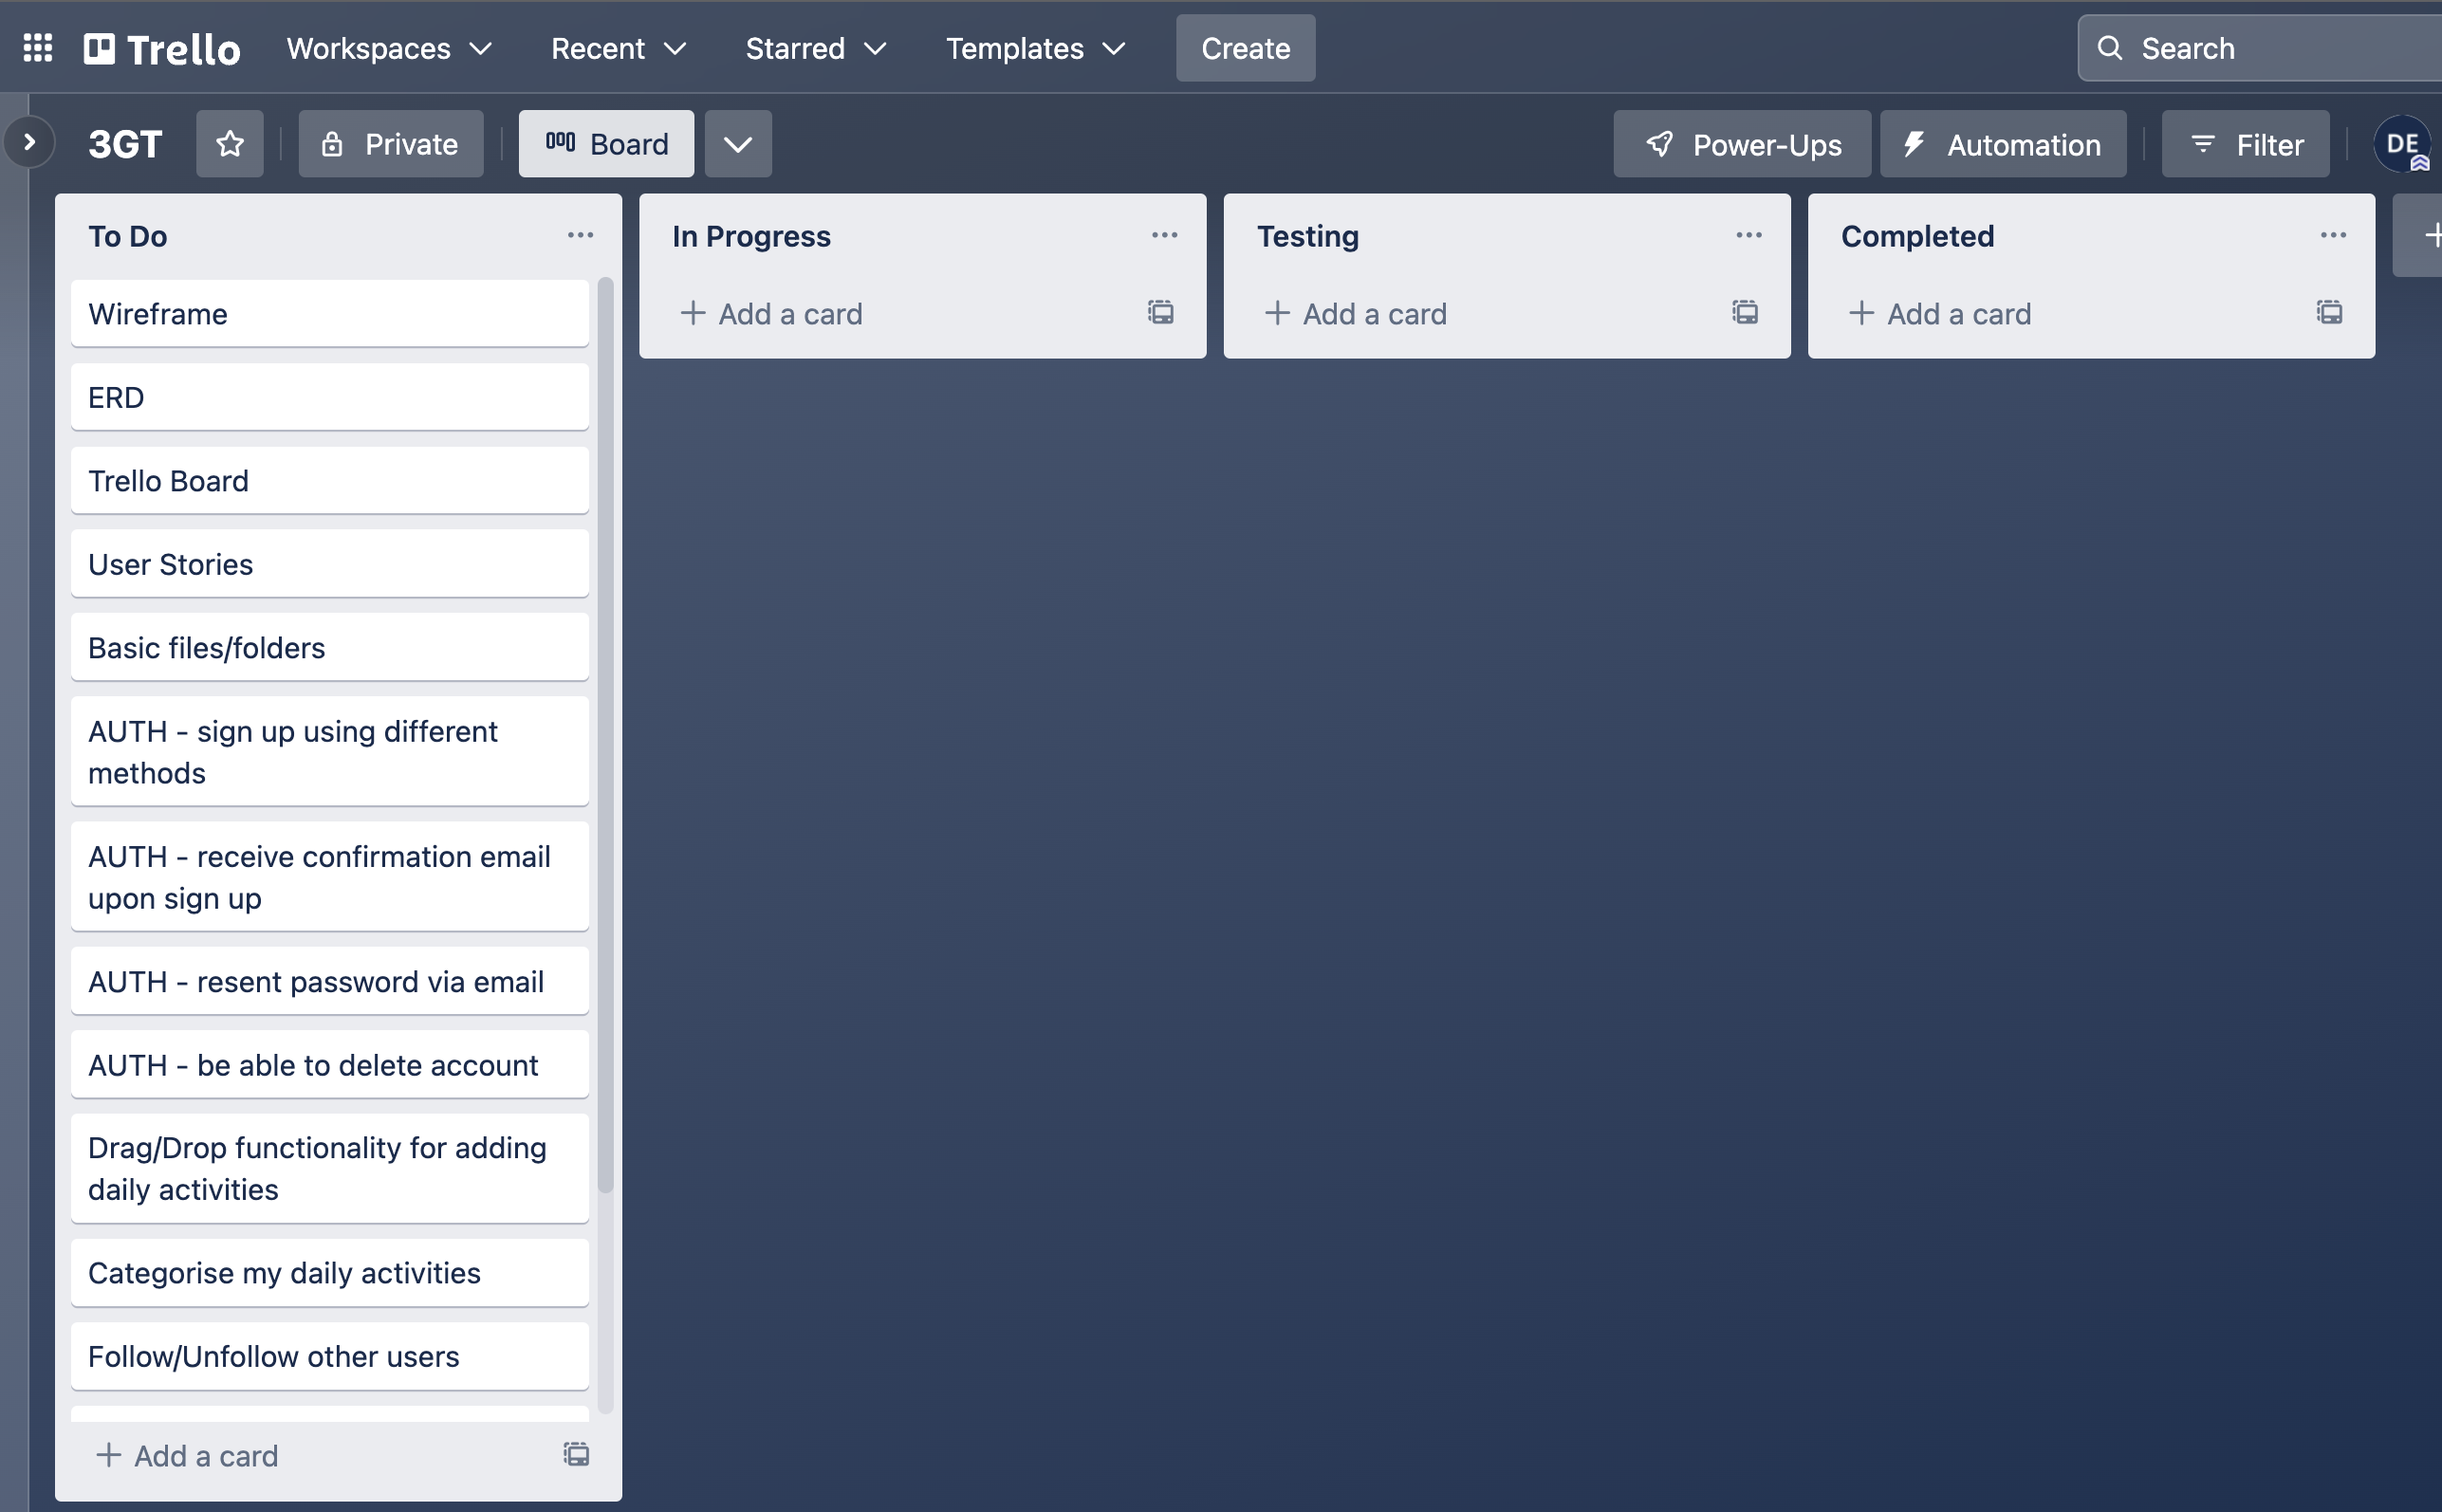 Trello
Workspaces
Recent
Starred
Templates
Create
Search
3GT
Private
Board
Power-Ups
Automation
Filter
DE
To Do
Wireframe
ERD
Trello Board
User Stories
Basic files/folders
AUTH - sign up using different
methods
AUTH - receive confirmation email
upon sign up
AUTH - resent password via email
AUTH - be able to delete account
Drag/Drop functionality for adding
daily activities
Categorise my daily activities
Follow/Unfollow other users
+ Add a card
In Progress
+ Add a card
Testing
+ Add a card
Completed
+ Add a card